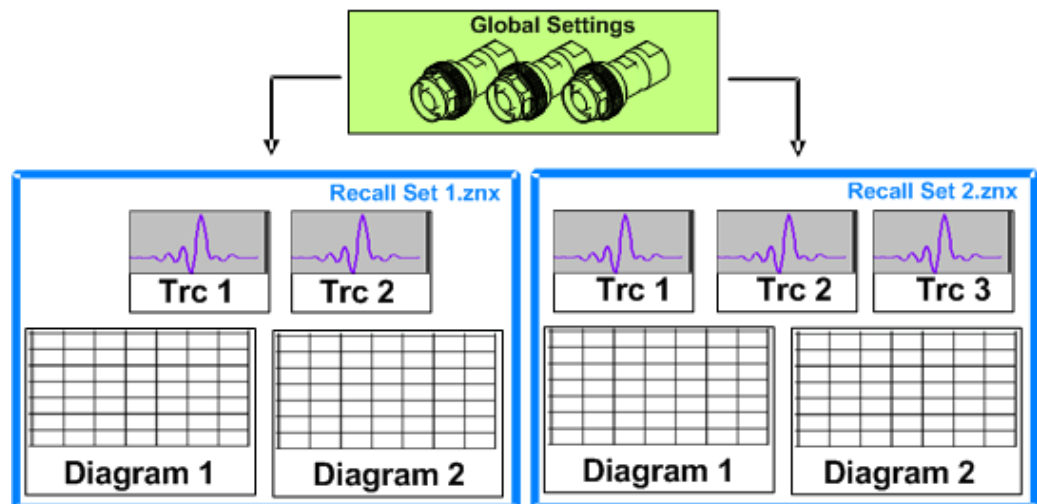 Global Settings
Recall Set 1.znx
Trc 1
Trc 2
Diagram 1
Diagram 2
Recall Set 2.znx
Trc 1
Trc 2
Trc 3
Diagram 1
Diagram 2